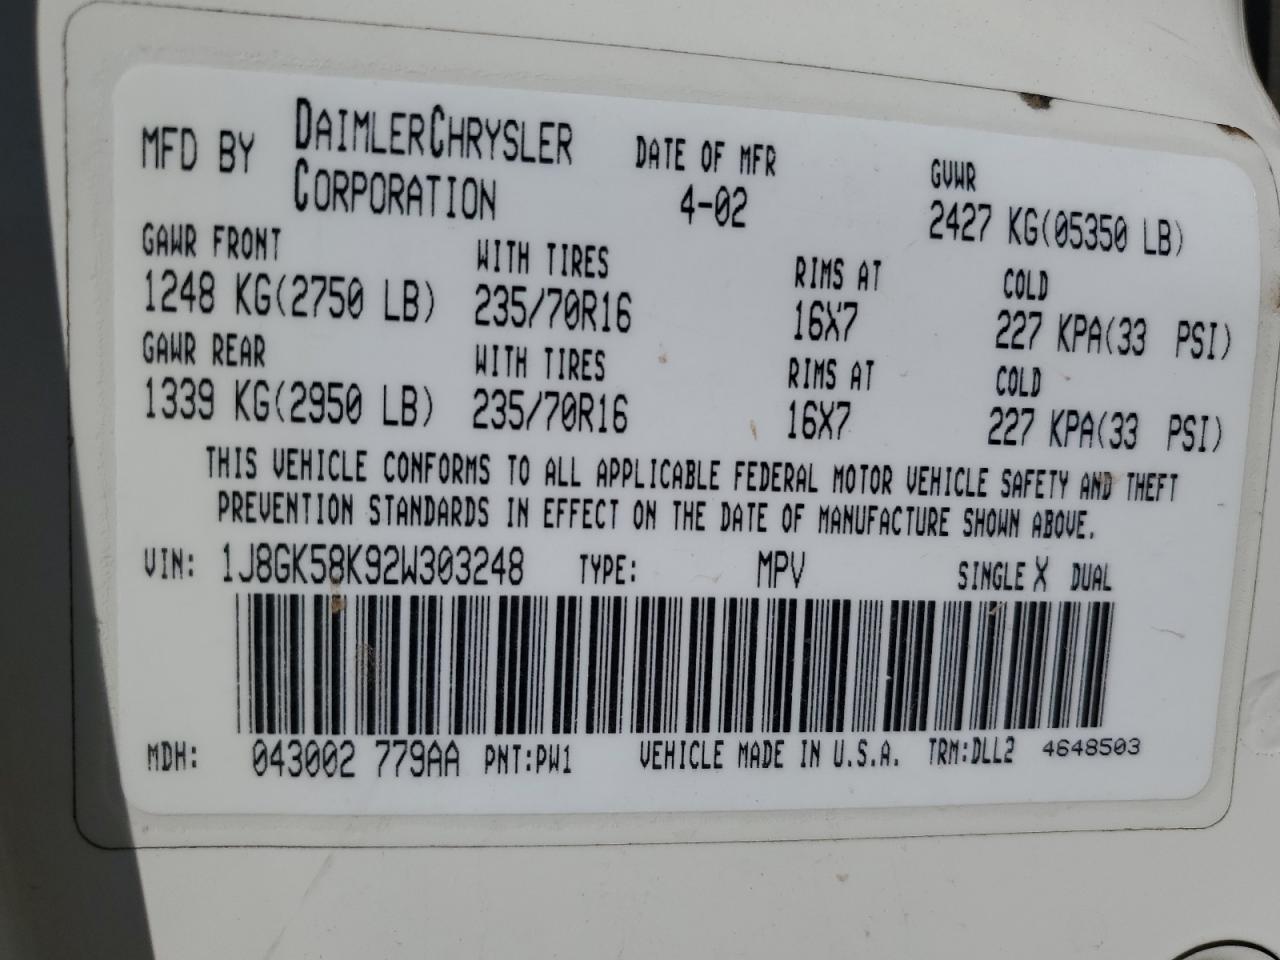 MFD BY DAIMLERCHRYSLER CORPORATION
DATE OF MFR
4-02
GVWR
2427 KG(05350 LB)
GAWR FRONT WITH TIRES RIMS AT COLD
1248 KG(2750 LB) 235/70R16 16X7 227 KPA(33 PSI)
GAWR REAR WITH TIRES RIMS AT COLD
1339 KG(2950 LB) 235/70R16 16X7 227 KPA(33 PSI)
THIS VEHICLE CONFORMS TO ALL APPLICABLE FEDERAL MOTOR VEHICLE SAFETY AND THEFT
PREVENTION STANDARDS IN EFFECT ON THE DATE OF MANUFACTURE SHOWN ABOVE.
VIN: 1J8GK58K92W303248 TYPE: MPV SINGLE X DUAL
MDH: 043002 779AA PNT:PW1 VEHICLE MADE IN U.S.A. TRM:DLL2 4648503